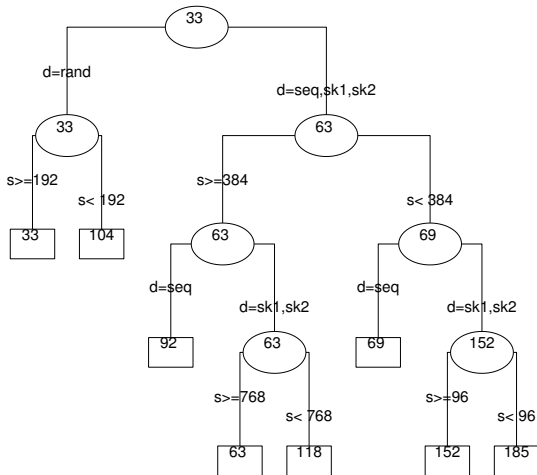 33
d=rand
d=seq,sk1,sk2
33
63
s>=192
s< 192
s>=384
s< 384
33
104
63
69
d=seq
d=sk1,sk2
d=seq
d=sk1,sk2
92
63
69
152
s>=768
s< 768
s>=96
s< 96
63
118
152
185